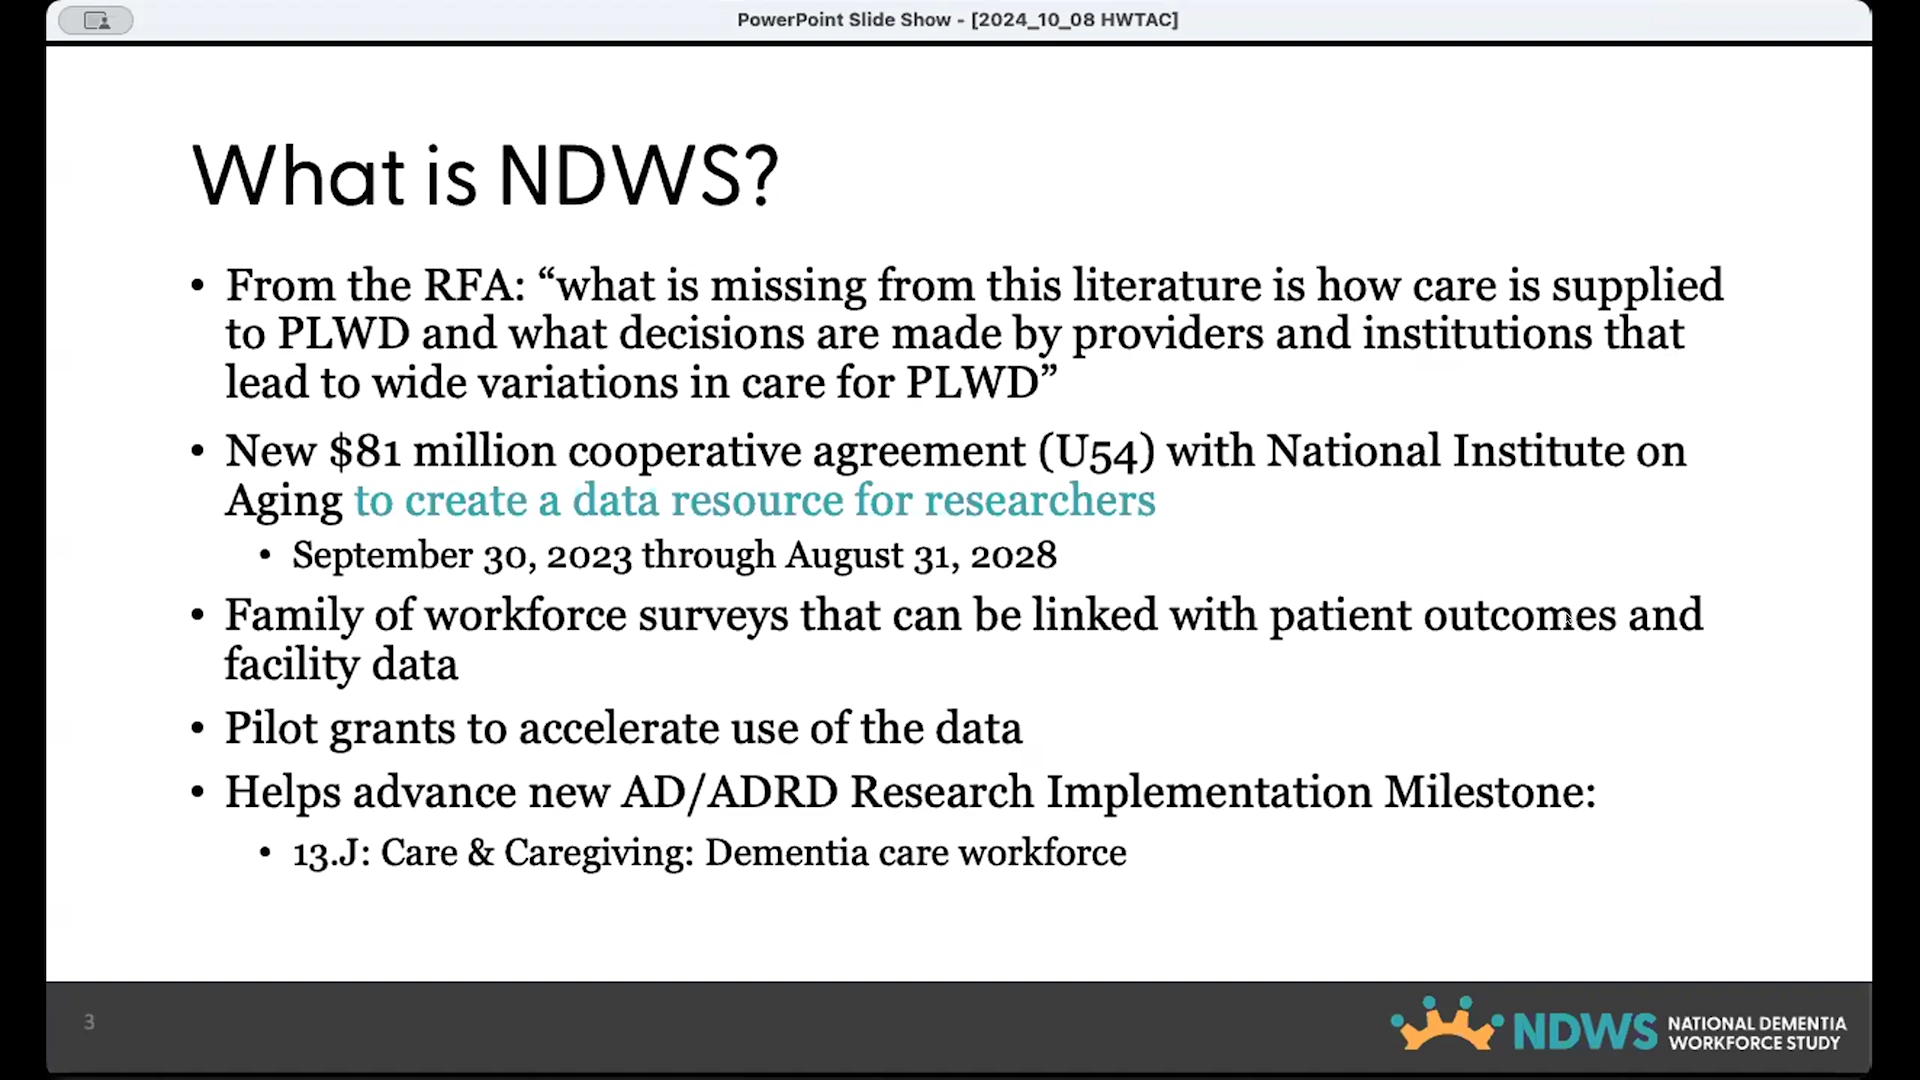 PowerPoint Slide Show - [2024_10_08 HWTAC]
What is NDWS?
• From the RFA: “what is missing from this literature is how care is supplied
to PLWD and what decisions are made by providers and institutions that
lead to wide variations in care for PLWD”
• New $81 million cooperative agreement (U54) with National Institute on
Aging to create a data resource for researchers
• September 30, 2023 through August 31, 2028
• Family of workforce surveys that can be linked with patient outcomes and
facility data
• Pilot grants to accelerate use of the data
• Helps advance new AD/ADRD Research Implementation Milestone:
• 13.J: Care & Caregiving: Dementia care workforce
3
NDWS NATIONAL DEMENTIA
WORKFORCE STUDY